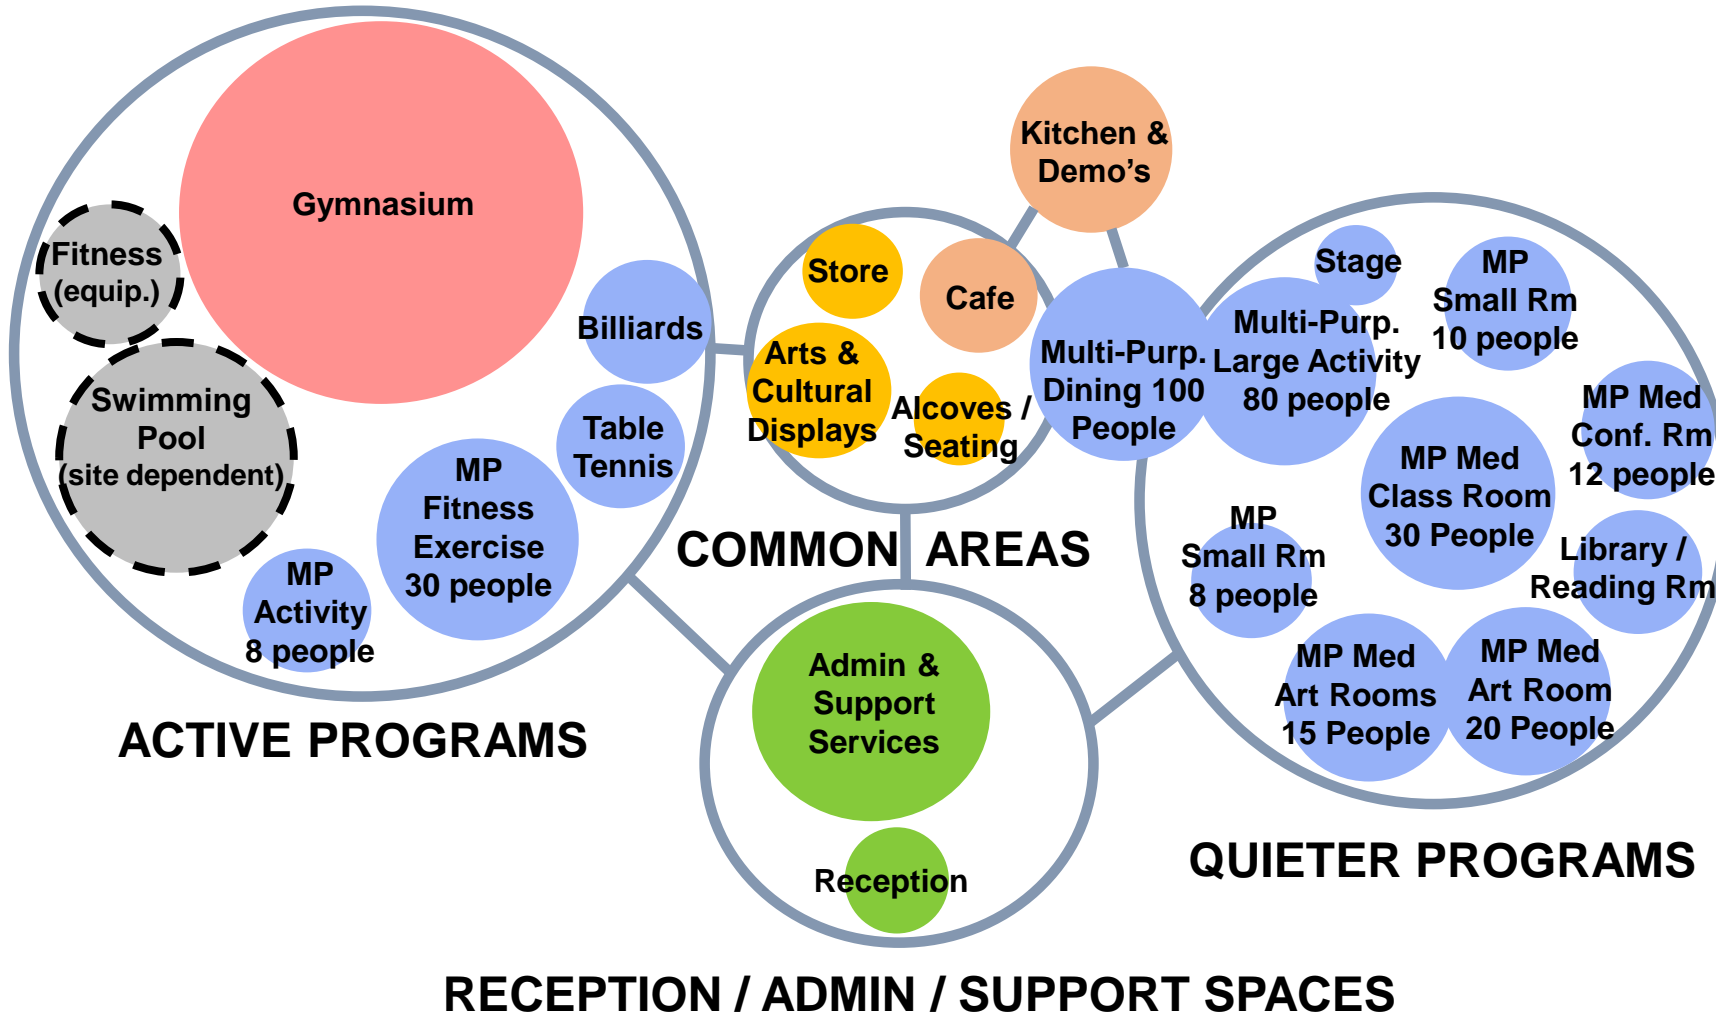 Gymnasium
Fitness
(equip.)
Swimming
Pool
(site dependent)
Billiards
Table
Tennis
MP
Fitness
Exercise
30 people
MP
Activity
8 people
ACTIVE PROGRAMS
Kitchen &
Demo's
Store
Cafe
Arts &
Cultural
Displays
Alcoves /
Seating
Multi-Purp.
Dining 100
People
COMMON AREAS
Stage
Multi-Purp.
Large Activity
80 people
MP
Small Rm
10 people
MP Med
Conf. Rm
12 people
MP Med
Class Room
30 People
MP
Small Rm
8 people
Library /
Reading Rm
MP Med
Art Rooms
15 People
MP Med
Art Room
20 People
QUIETER PROGRAMS
Admin &
Support
Services
Reception
RECEPTION / ADMIN / SUPPORT SPACES